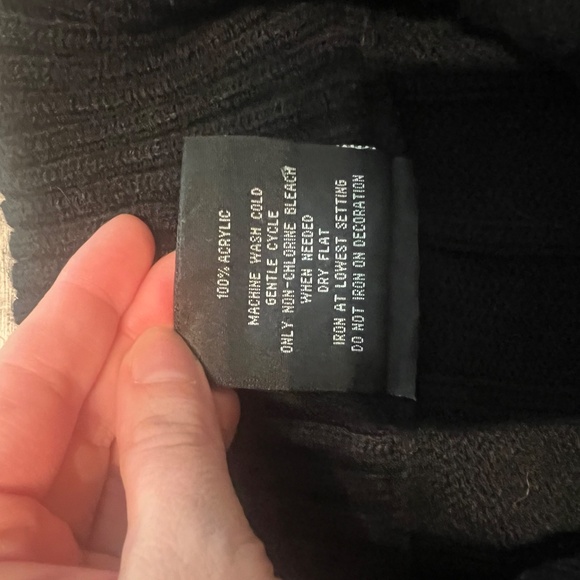 100% ACRYLIC
MACHINE WASH COLD
GENTLE CYCLE
ONLY NON-CHLORINE BLEACH
WHEN NEEDED
DRY FLAT
IRON AT LOWEST SETTING
DO NOT IRON ON DECORATION